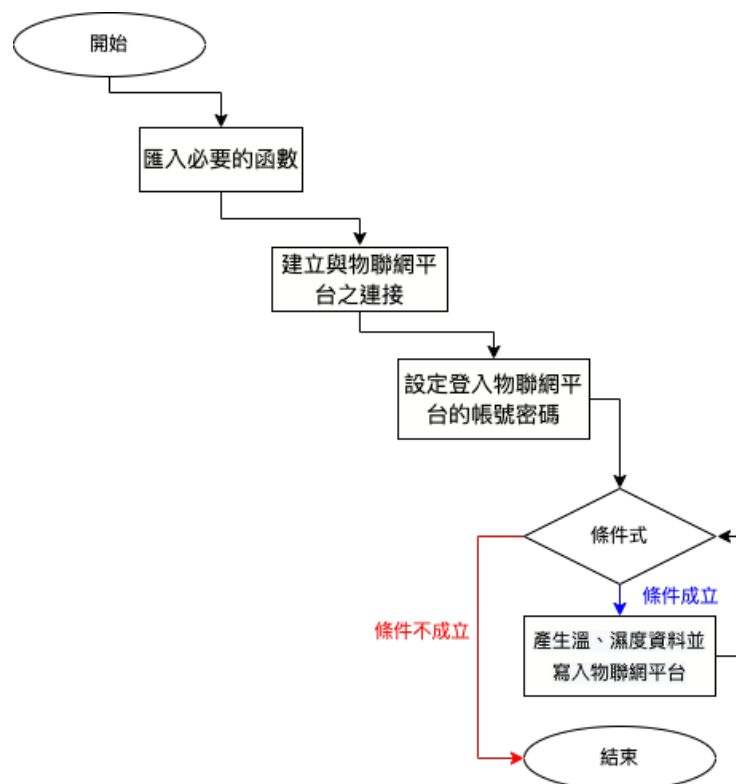 開始
匯入必要的函數
建立與物聯網平
台之連接
設定登入物聯網平
台的帳號密碼
條件式
條件成立
條件不成立
產生溫、濕度資料並
寫入物聯網平台
結束